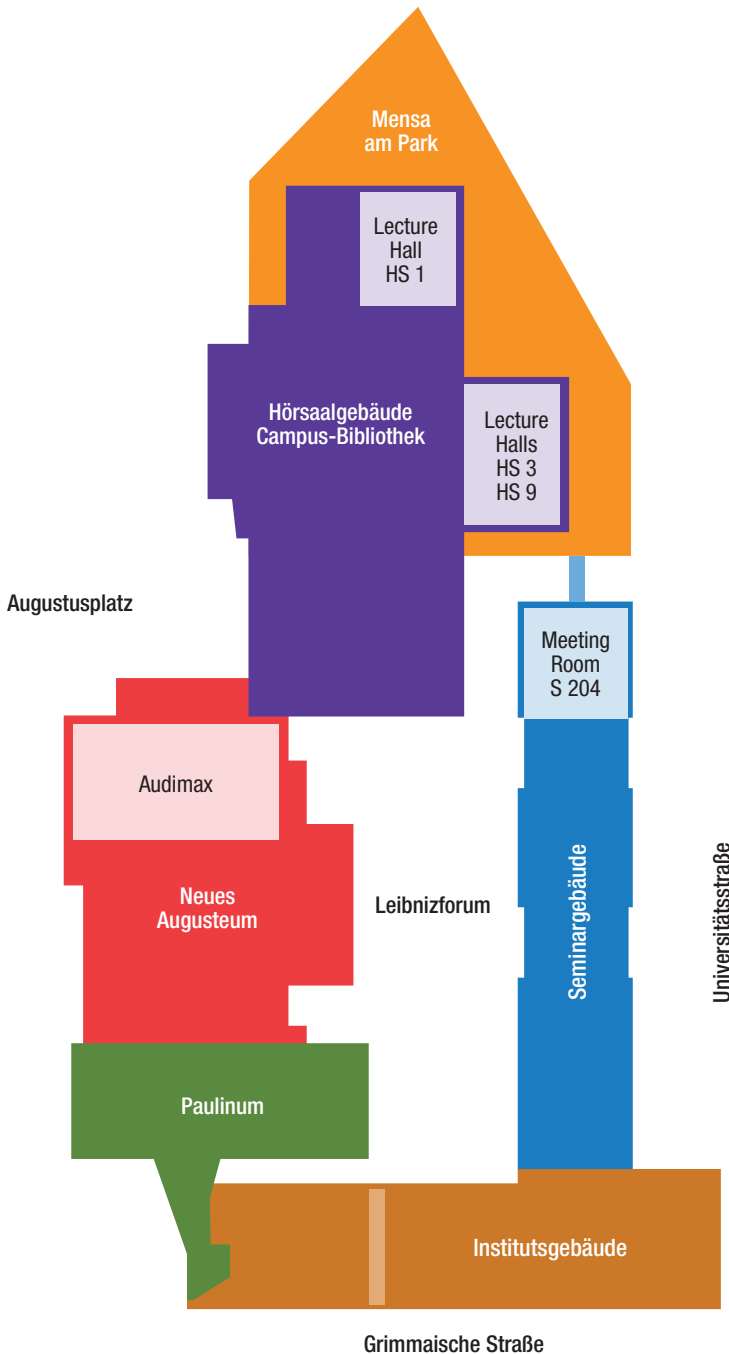 Mensa
am Park
Lecture
Hall
HS 1
Hörsaalgebäude
Campus-Bibliothek
Lecture
Halls
HS 3
HS 9
Augustusplatz
Meeting
Room
S 204
Audimax
Neues
Augusteum
Leibnizforum
Seminargebäude
Universitätsstraße
Paulinum
Institutsgebäude
Grimmaische Straße